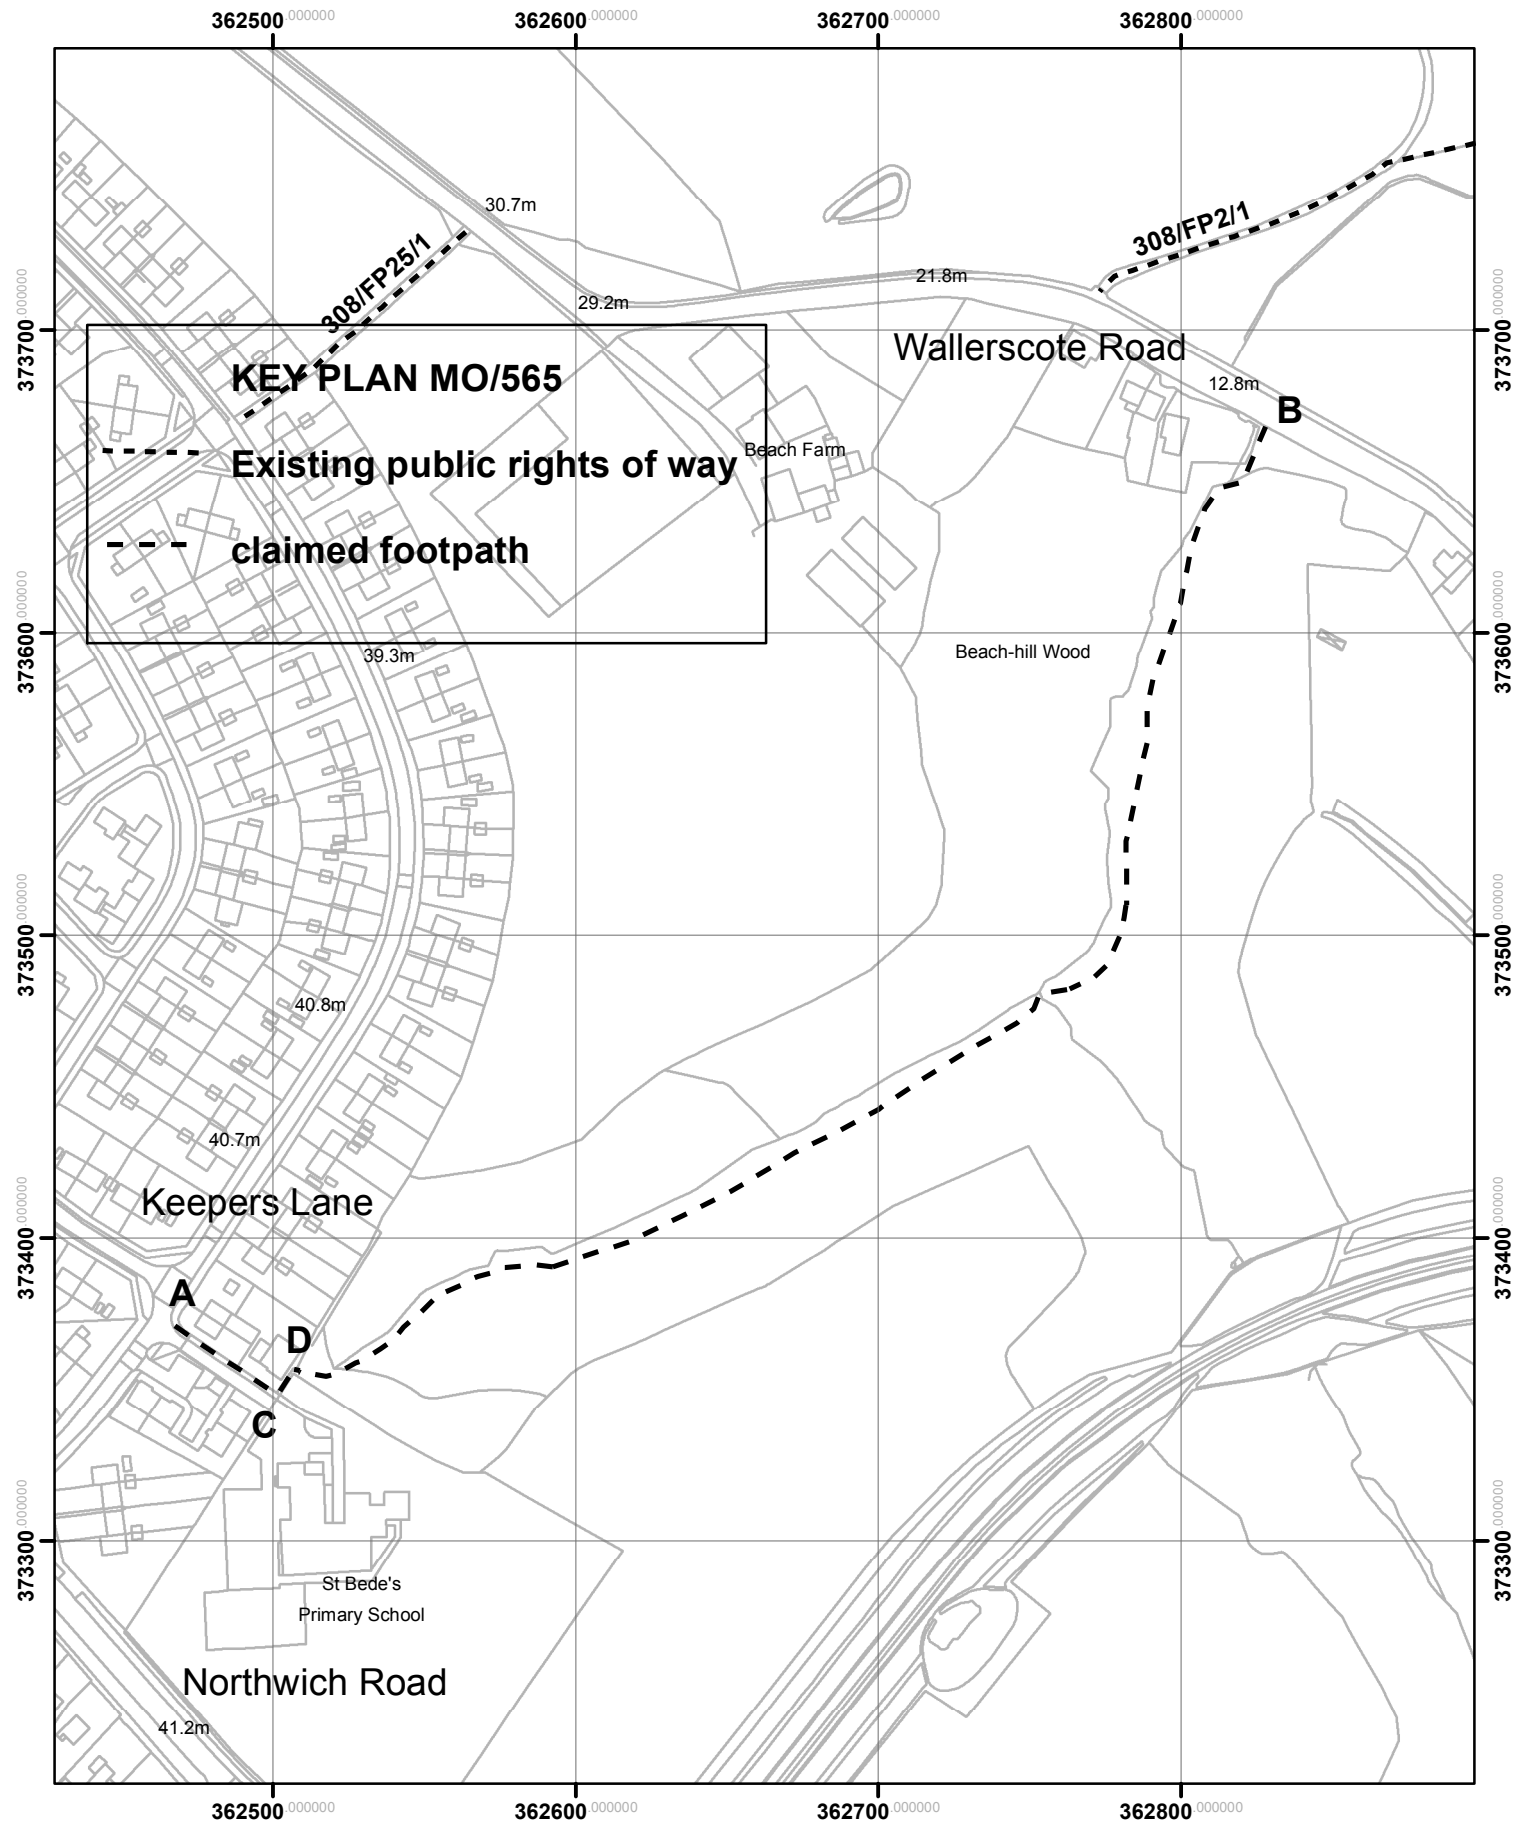 362500.000000 362600.000000 362700.000000 362800.000000
373700.000000
373600.000000
373500.000000
373400.000000
373300.000000
30.7m
308/FP25/1
29.2m
21.8m
308/FP2/1
Wallerscote Road
12.8m
B
KEY PLAN MO/565
Existing public rights of way
claimed footpath
Beach Farm
39.3m
Beach-hill Wood
40.8m
40.7m
Keepers Lane
A
D
C
St Bede's
Primary School
Northwich Road
41.2m
373700.000000
373600.000000
373500.000000
373400.000000
373300.000000
362500.000000 362600.000000 362700.000000 362800.000000